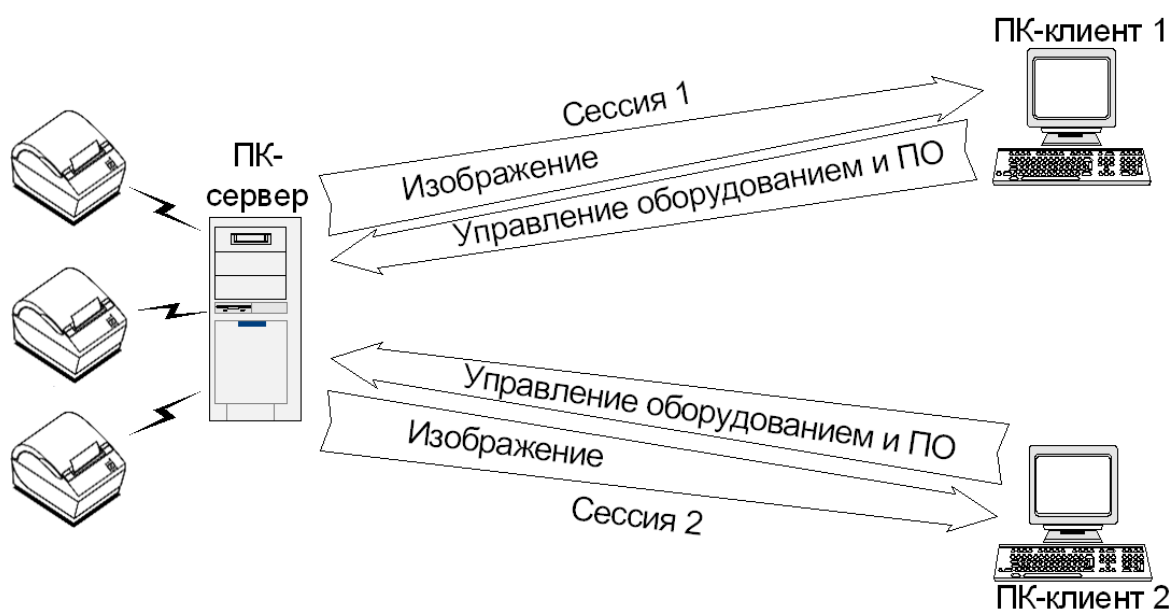 ПК-клиент 1
Сессия 1
Изображение
Управление оборудованием и ПО
ПК-
сервер
Управление оборудованием и ПО
Изображение
Сессия 2
ПК-клиент 2